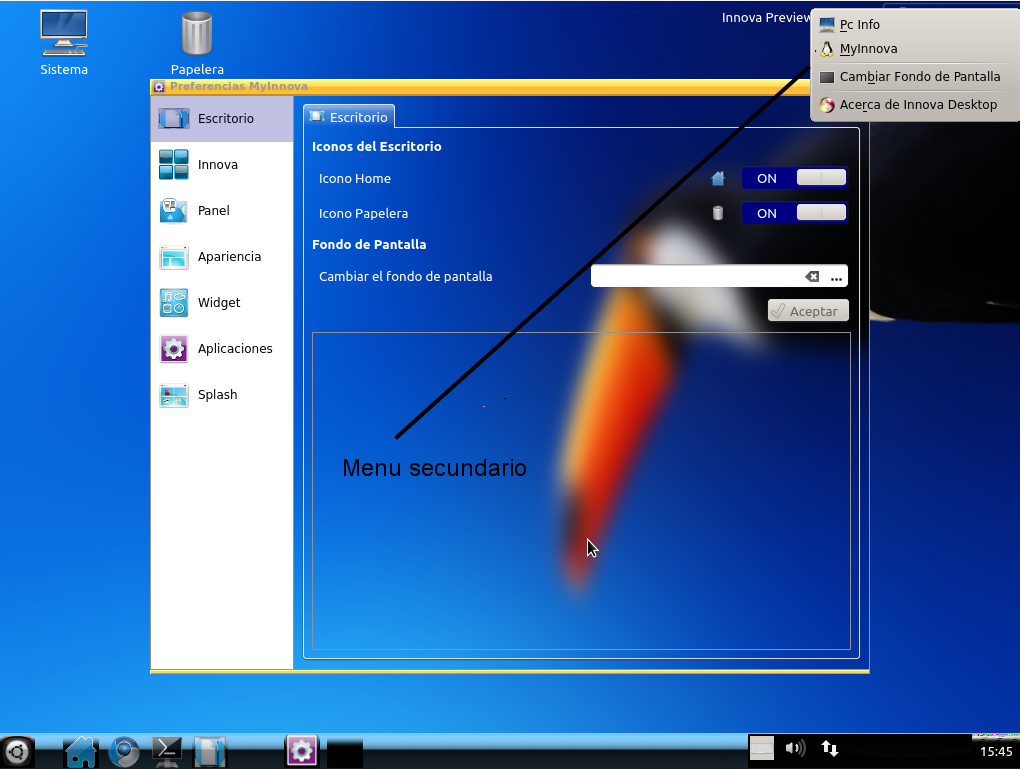 Innova Preview
Pc Info
MyInnova
Cambiar Fondo de Pantalla
Acerca de Innova Desktop
Sistema
Papelera
Preferencias MyInnova
Escritorio
Innova
Panel
Apariencia
Widget
Aplicaciones
Splash
Escritorio
Iconos del Escritorio
Icono Home
ON
Icono Papelera
ON
Fondo de Pantalla
Cambiar el fondo de pantalla
...
Aceptar
Menu secundario
15:45